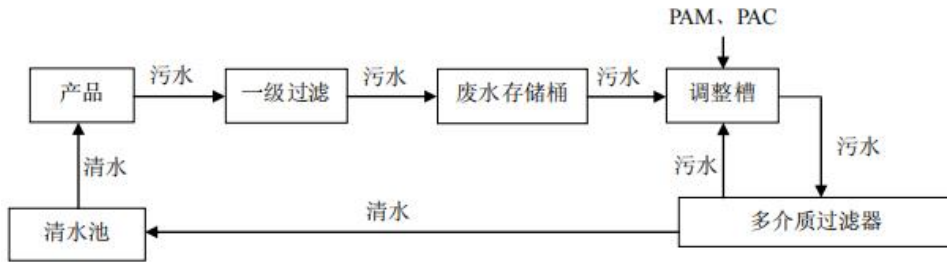 PAM、PAC
产品
污水
一级过滤
污水
废水存储桶
污水
调整槽
清水
污水
污水
清水池
清水
多介质过滤器